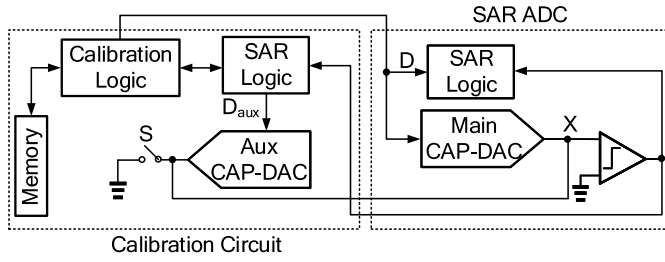 SAR ADC
Calibration
Logic
SAR
Logic
D
SAR
Logic
Daux
Memory
S
Aux
CAP-DAC
Main
CAP-DAC
X
Calibration Circuit